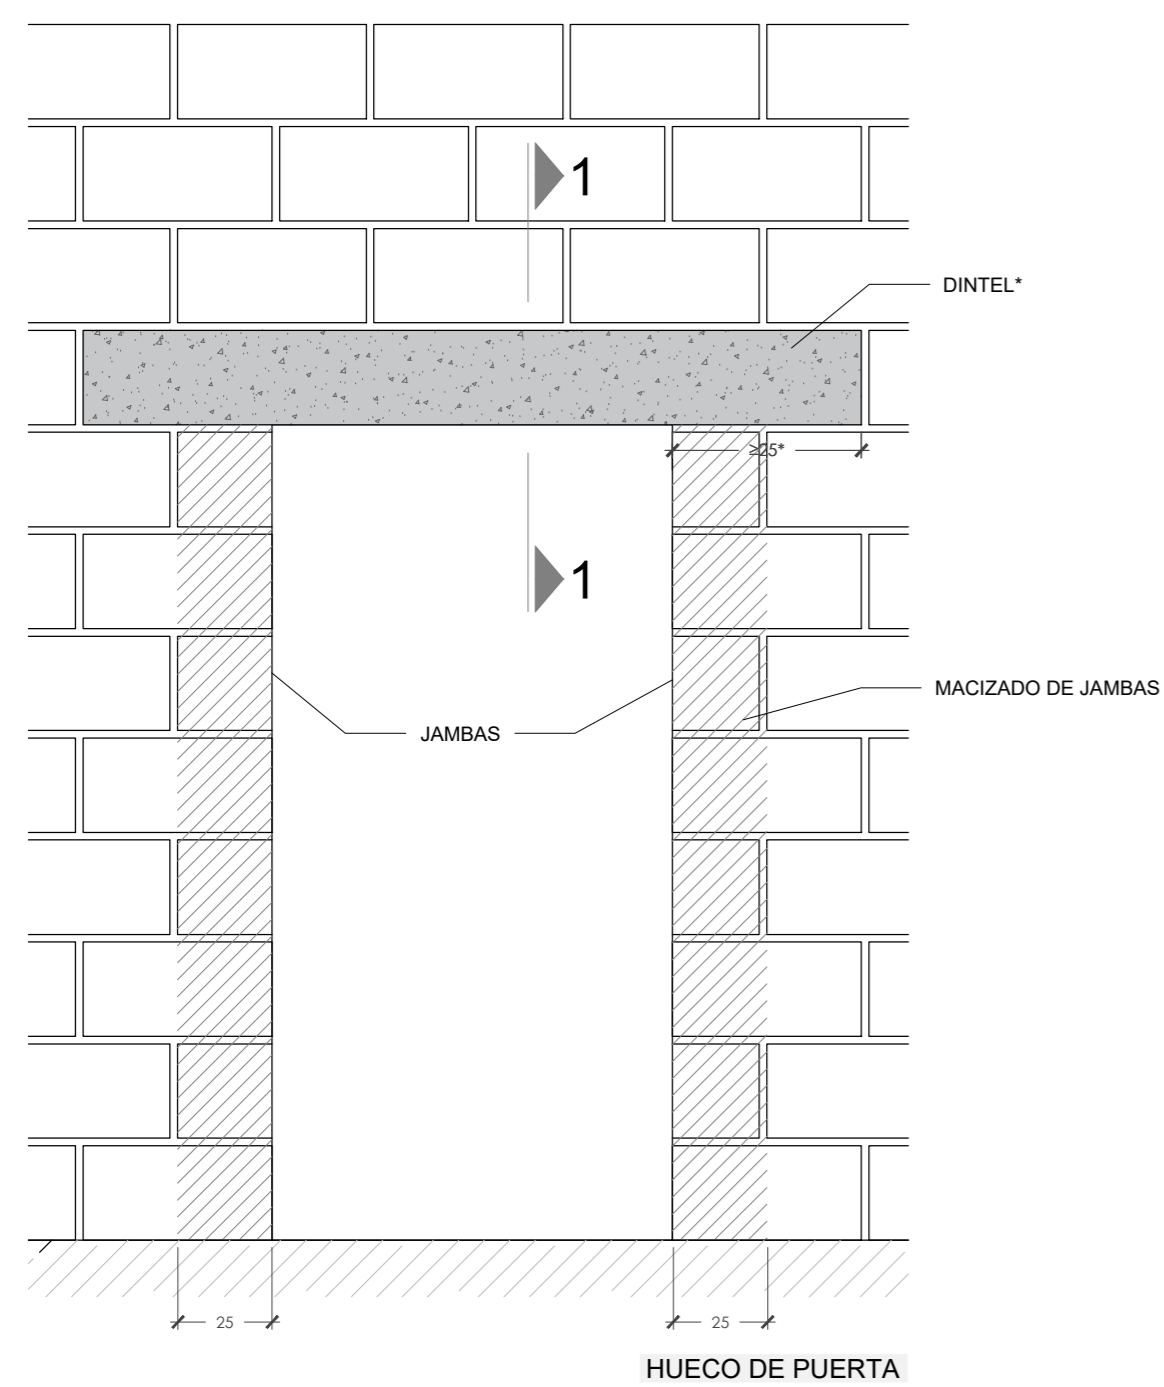 1
DINTEL*
≥25*
1
MACIZADO DE JAMBAS
JAMBAS
25
25
HUECO DE PUERTA